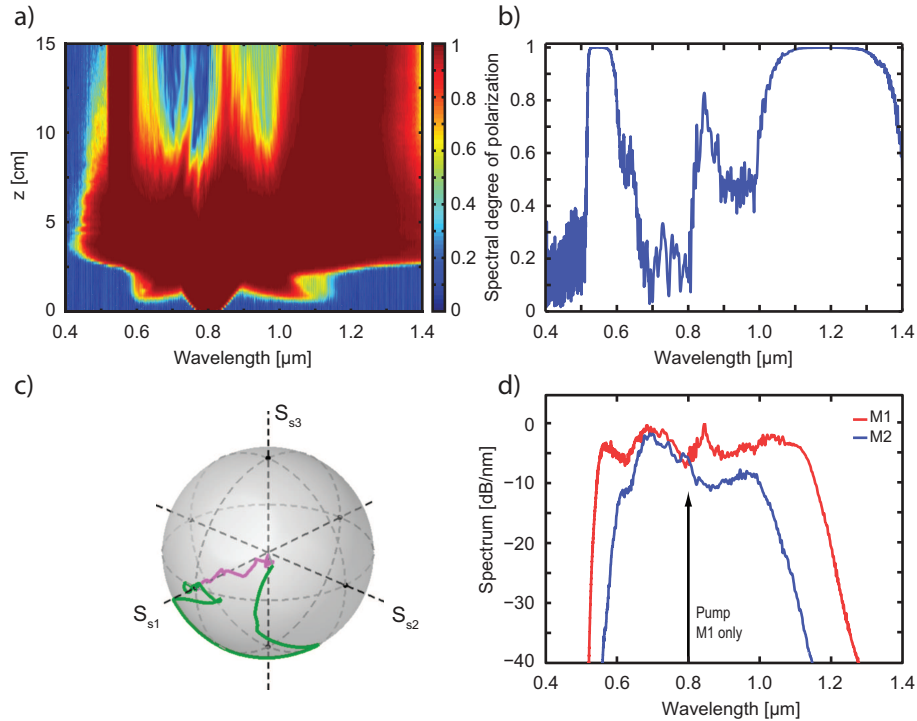 a)
15
10
5
0
z [cm]
0.4 0.6 0.8 1.0 1.2 1.4
Wavelength [µm]
1
0.8
0.6
0.4
0.2
0
b)
1
0.8
0.6
0.4
0.2
0
Spectral degree of polarization
0.4 0.6 0.8 1.0 1.2 1.4
Wavelength [µm]
c)
Ss3
Ss1
Ss2
d)
0
−10
−20
−30
−40
Spectrum [dB/nm]
M1
M2
Pump
M1 only
0.4 0.6 0.8 1.0 1.2 1.4
Wavelength [µm]